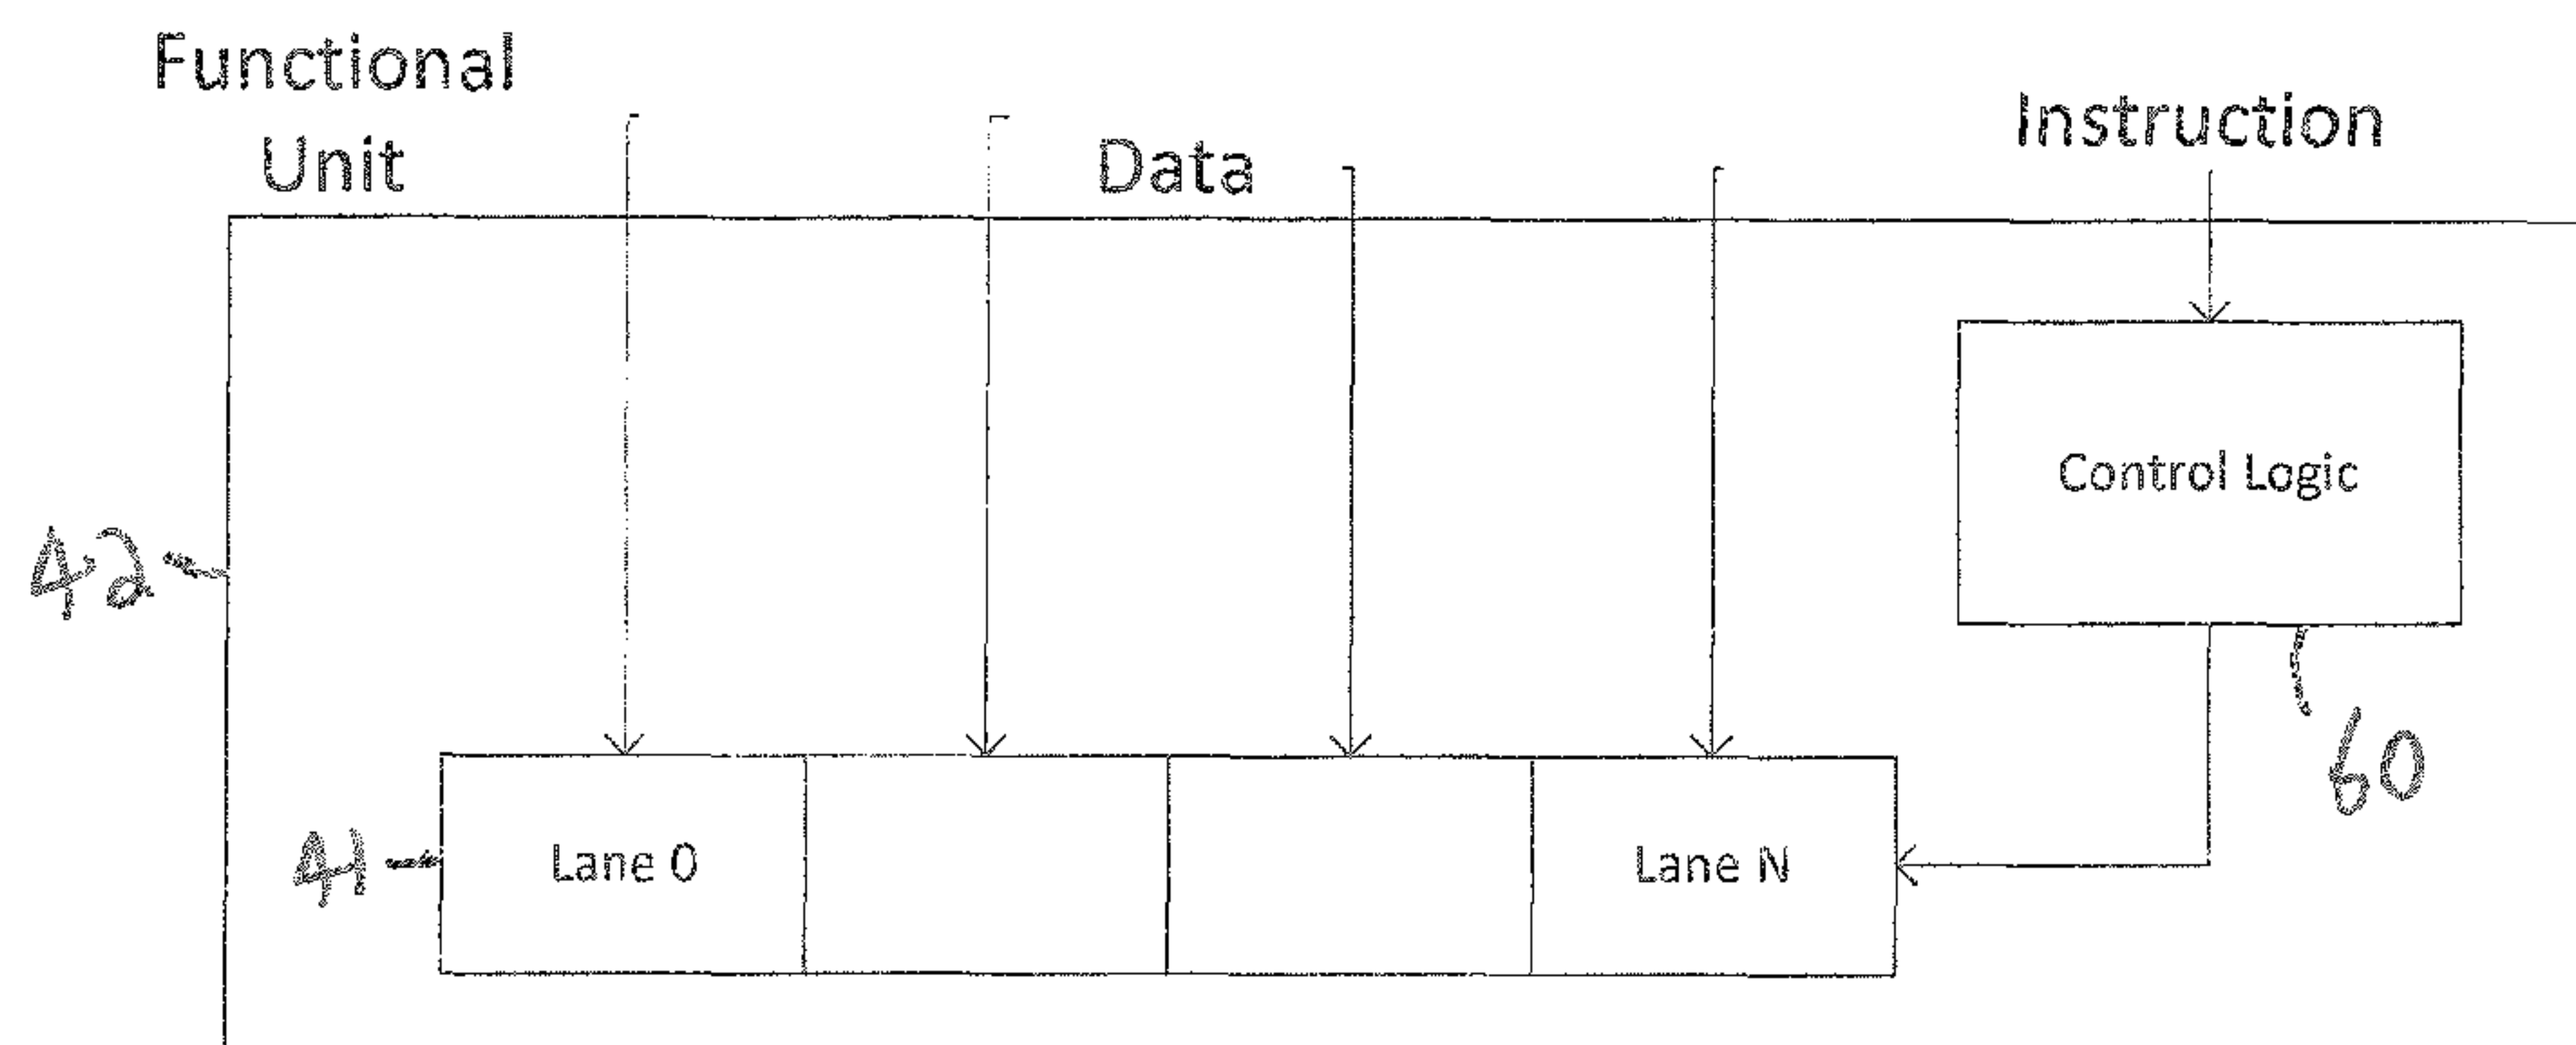 Functional
Unit
Data
Instruction
Control Logic
42
60
41
Lane 0
Lane N